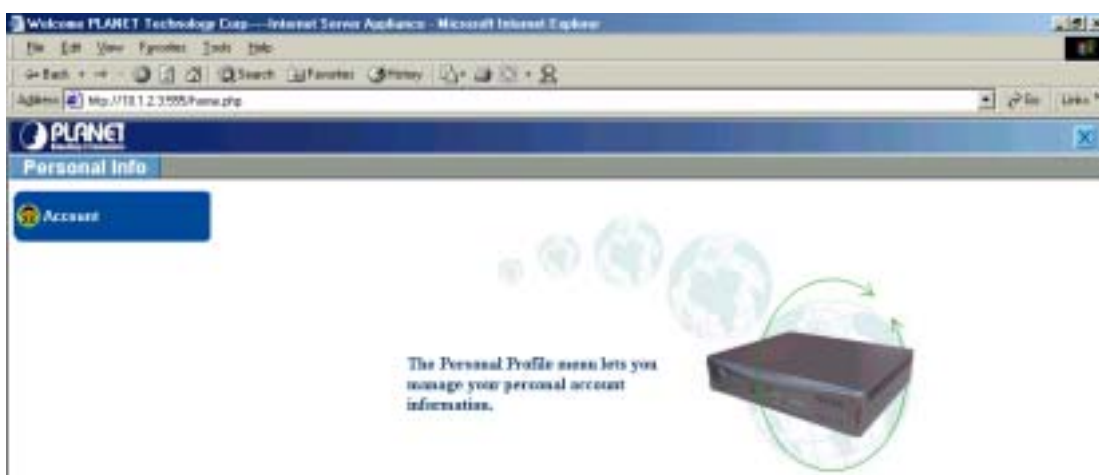 Welcome PLANET Technology Corp----Internet Server Appliance - Microsoft Internet Explorer
File Edit View Favorites Tools Help
Back Search Favorites History
Address Go Links
PLANET
Personal Info
Account
The Personal Profile menu lets you
manage your personal account
information.